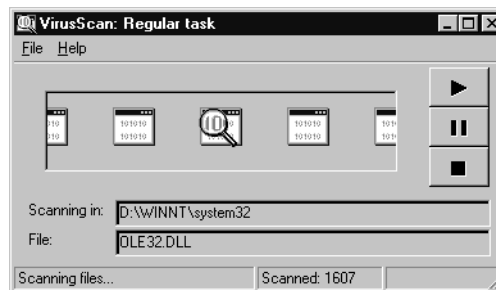 VirusScan: Regular task
File Help
Scanning in: D:\WINNT\system32
File: OLE32.DLL
Scanning files... Scanned: 1607